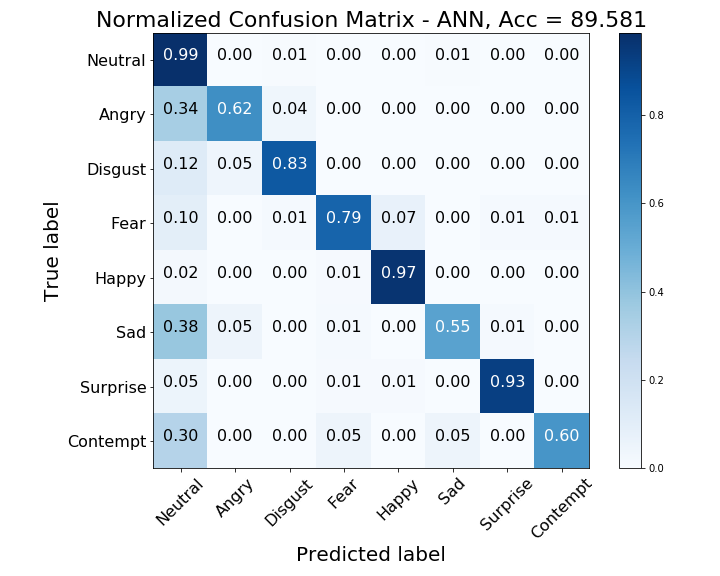 Normalized Confusion Matrix - ANN, Acc = 89.581
Neutral 0.99 0.00 0.01 0.00 0.00 0.01 0.00 0.00
Angry 0.34 0.62 0.04 0.00 0.00 0.00 0.00 0.00
Disgust 0.12 0.05 0.83 0.00 0.00 0.00 0.00 0.00
Fear 0.10 0.00 0.01 0.79 0.07 0.00 0.01 0.01
Happy 0.02 0.00 0.00 0.01 0.97 0.00 0.00 0.00
Sad 0.38 0.05 0.00 0.01 0.00 0.55 0.01 0.00
Surprise 0.05 0.00 0.00 0.01 0.01 0.00 0.93 0.00
Contempt 0.30 0.00 0.00 0.05 0.00 0.05 0.00 0.60
Neutral Angry Disgust Fear Happy Sad Surprise Contempt
True label
Predicted label
0.8
0.6
0.4
0.2
0.0